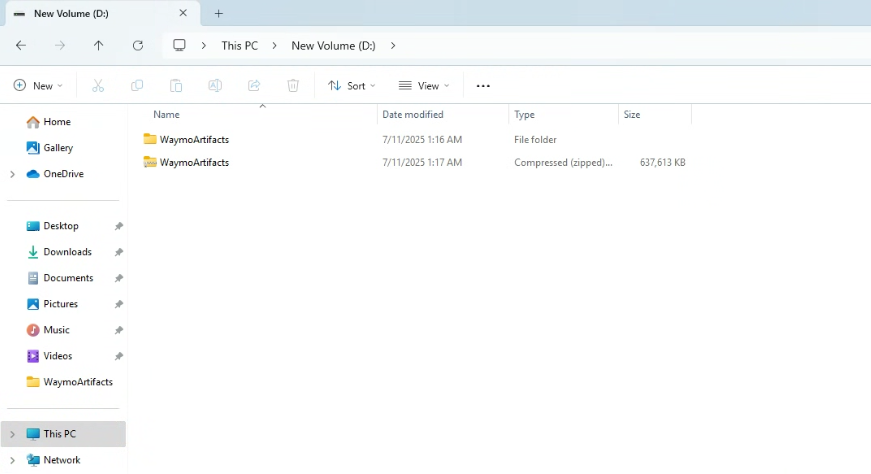 New Volume (D:)
This PC > New Volume (D:) >
New Sort View ...
Name Date modified Type Size
WaymoArtifacts 7/11/2025 1:16 AM File folder
WaymoArtifacts 7/11/2025 1:17 AM Compressed (zipped)... 637,613 KB
Home
Gallery
OneDrive
Desktop
Downloads
Documents
Pictures
Music
Videos
WaymoArtifacts
This PC
Network